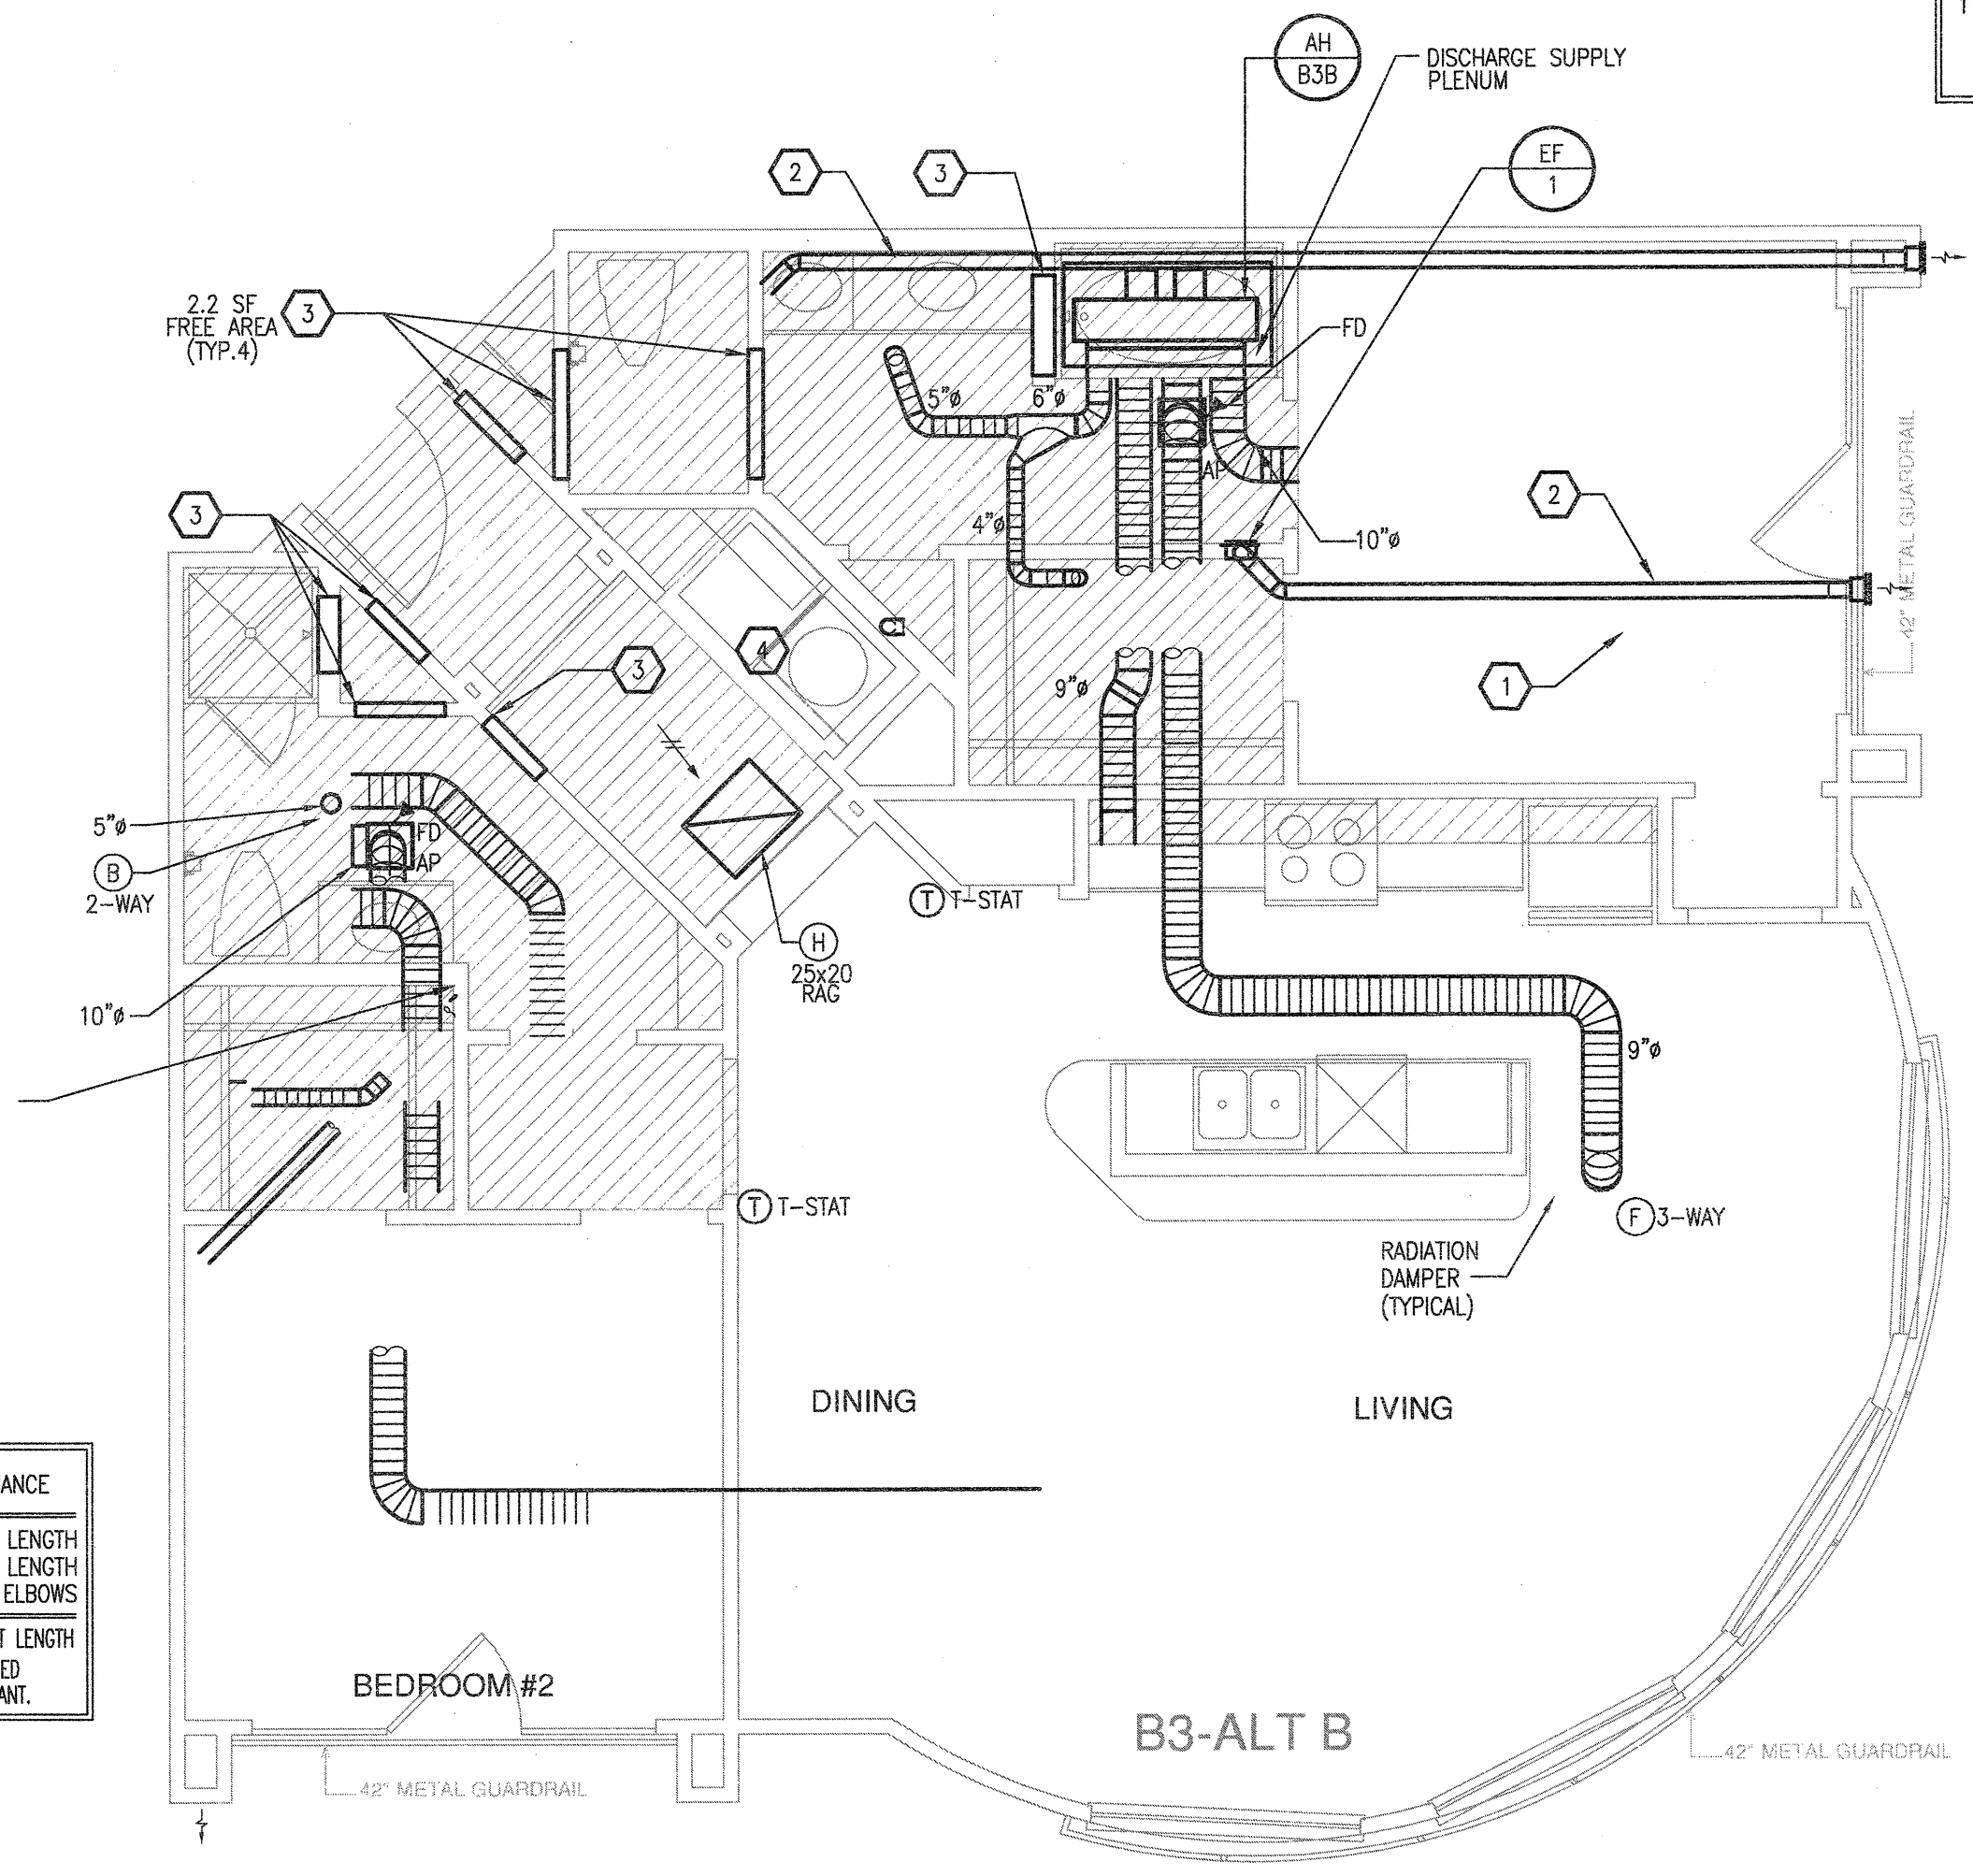 AH
B3B
DISCHARGE SUPPLY
PLENUM
EF
1
2
3
2.2 SF
FREE AREA
(TYP.4)
3
FD
5"ø
6"ø
AP
4"ø
10"ø
2
42" METAL GUARDRAIL
3
4
3
1
9"ø
5"ø
FD
AP
B
2-WAY
T T-STAT
H
25x20
RAG
10"ø
9"ø
T T-STAT
F 3-WAY
RADIATION
DAMPER
(TYPICAL)
DINING
LIVING
ANCE
LENGTH
LENGTH
ELBOWS
T LENGTH
ED
ANT.
BEDROOM #2
B3-ALT B
42" METAL GUARDRAIL
42" METAL GUARDRAIL